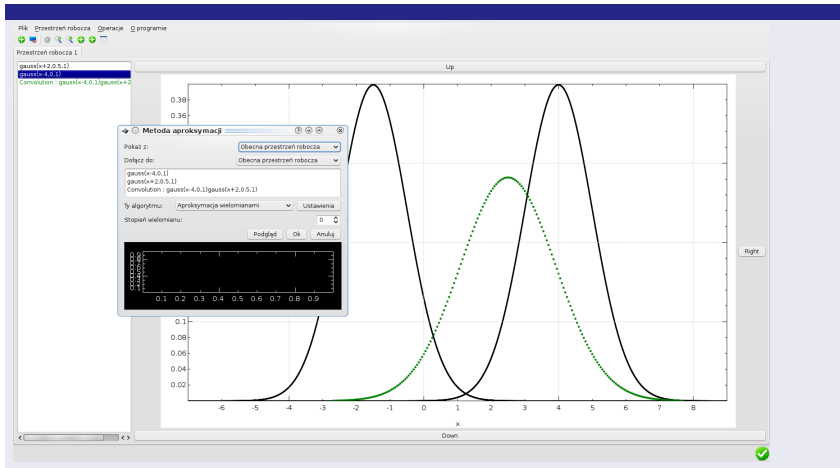 Plik Przestrzeń robocza Operacje O programie
Przestrzeń robocza 1
gauss(x+2,0.5,1)
gauss(x-4,0.1)
Convolution : gauss(x-4,0.1)gauss(x+2
Up
0.38
0.36
Metoda aproksymacji
Pokaż z: Obecna przestrzeń robocza
Dołącz do: Obecna przestrzeń robocza
gauss(x-4,0.1)
gauss(x+2,0.5,1)
Convolution : gauss(x-4,0.1)gauss(x+2,0.5,1)
Ty algorytmu: Aproksymacja wielomianami Ustawienia
Stopień wielomianu: 0
Podgląd Ok Anuluj
0.1 0.2 0.3 0.4 0.5 0.6 0.7 0.8 0.9
Right
0.1
0.08
0.06
0.04
0.02
-6 -5 -4 -3 -2 -1 0 1 2 3 4 5 6 7 8
x
Down